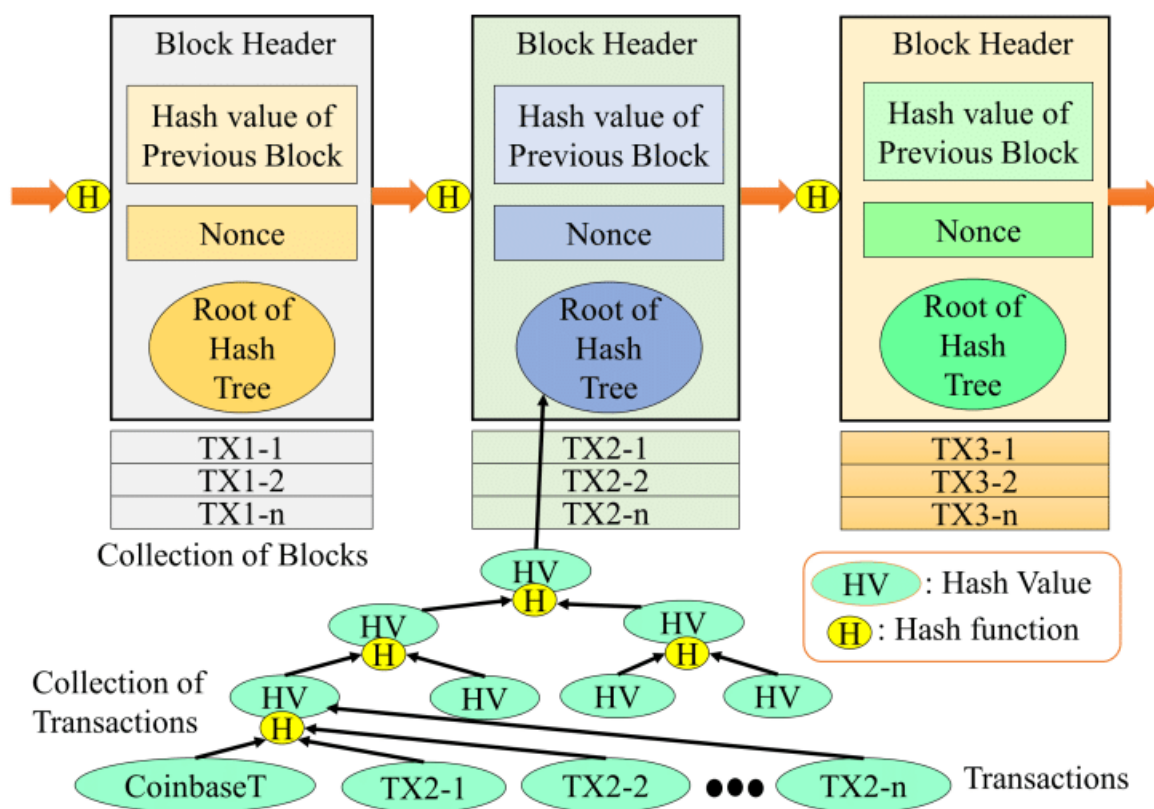 Block Header
Hash value of
Previous Block
Nonce
Root of
Hash
Tree
TX1-1
TX1-2
TX1-n
H
Block Header
Hash value of
Previous Block
Nonce
Root of
Hash
Tree
TX2-1
TX2-2
TX2-n
H
Block Header
Hash value of
Previous Block
Nonce
Root of
Hash
Tree
TX3-1
TX3-2
TX3-n
H
Collection of Blocks
HV
H
HV
H
HV
H
HV
HV
HV
HV
H
Collection of
Transactions
CoinbaseT
TX2-1
TX2-2
●●●
TX2-n
Transactions
HV : Hash Value
H : Hash function